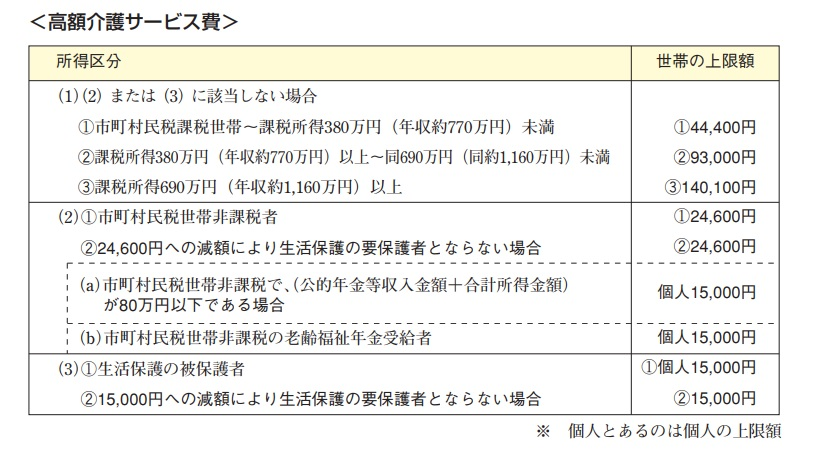 ＜高額介護サービス費＞
所得区分 世帯の上限額
(1)(2) または (3) に該当しない場合
①市町村民税課税世帯～課税所得380万円（年収約770万円）未満 ①44,400円
②課税所得380万円（年収約770万円）以上～同690万円（同約1,160万円）未満 ②93,000円
③課税所得690万円（年収約1,160万円）以上 ③140,100円
(2)①市町村民税世帯非課税者 ①24,600円
②24,600円への減額により生活保護の要保護者とならない場合 ②24,600円
(a)市町村民税世帯非課税で、（公的年金等収入金額＋合計所得金額）
が80万円以下である場合 個人15,000円
(b)市町村民税世帯非課税の老齢福祉年金受給者 個人15,000円
(3)①生活保護の被保護者 ①個人15,000円
②15,000円への減額により生活保護の要保護者とならない場合 ②15,000円
※ 個人とあるのは個人の上限額